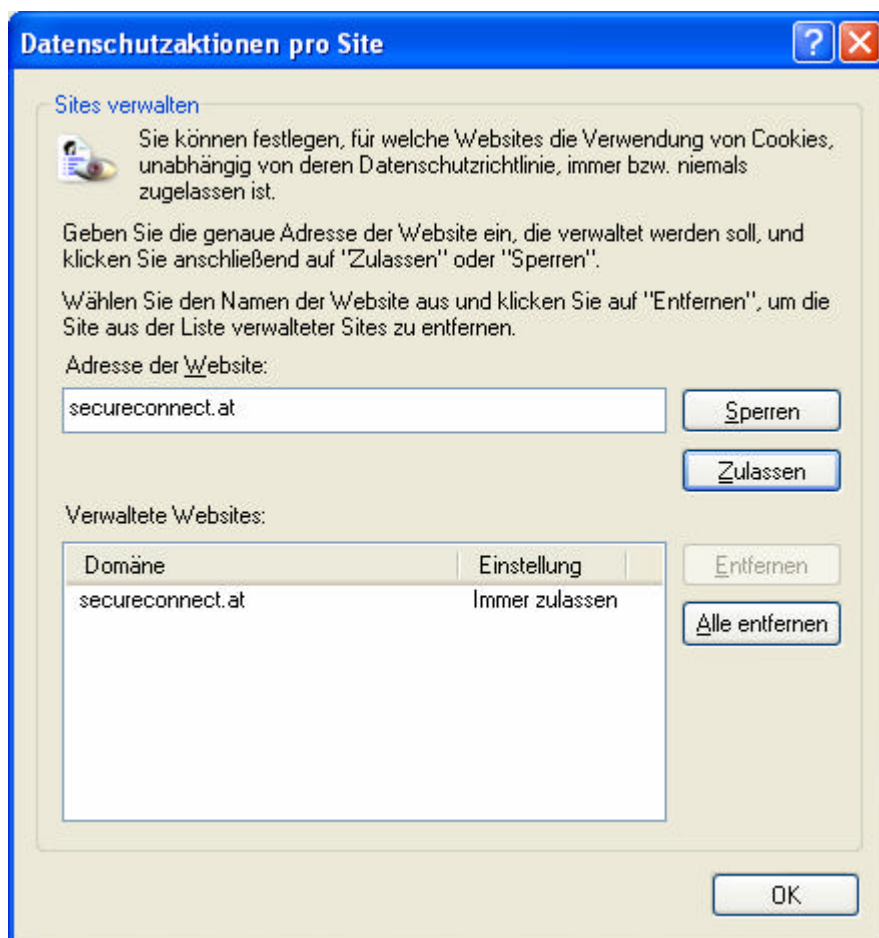 Datenschutzaktionen pro Site
Sites verwalten
Sie können festlegen, für welche Websites die Verwendung von Cookies,
unabhängig von deren Datenschutzrichtlinie, immer bzw. niemals
zugelassen ist.
Geben Sie die genaue Adresse der Website ein, die verwaltet werden soll, und
klicken Sie anschließend auf "Zulassen" oder "Sperren".
Wählen Sie den Namen der Website aus und klicken Sie auf "Entfernen", um die
Site aus der Liste verwalteter Sites zu entfernen.
Adresse der Website:
secureconnect.at
Sperren
Zulassen
Verwaltete Websites:
Domäne Einstellung
Entfernen
secureconnect.at Immer zulassen
Alle entfernen
OK